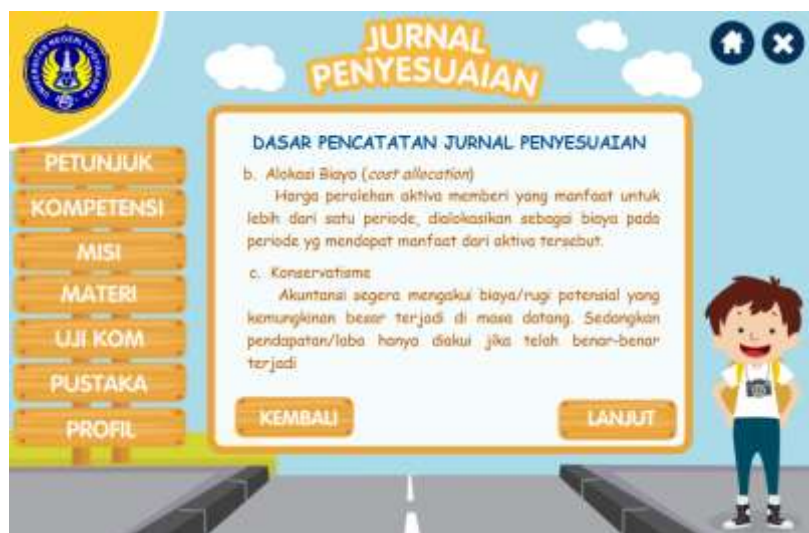 UNIVERSITAS NEGERI YOGYAKARTA
JURNAL
PENYESUAIAN
PETUNJUK
KOMPETENSI
MISI
MATERI
UJI KOM
PUSTAKA
PROFIL
DASAR PENCATATAN JURNAL PENYESUAIAN
b. Alokasi Biaya (cost allocation)
Harga perolehan aktiva memberi yang manfaat untuk
lebih dari satu periode, dialokasikan sebagai biaya pada
periode yg mendapat manfaat dari aktiva tersebut.
c. Konservatisme
Akuntansi segera mengakui biaya/rugi potensial yang
kemungkinan besar terjadi di masa datang. Sedangkan
pendapatan/laba hanya diakui jika telah benar-benar
terjadi
KEMBALI
LANJUT